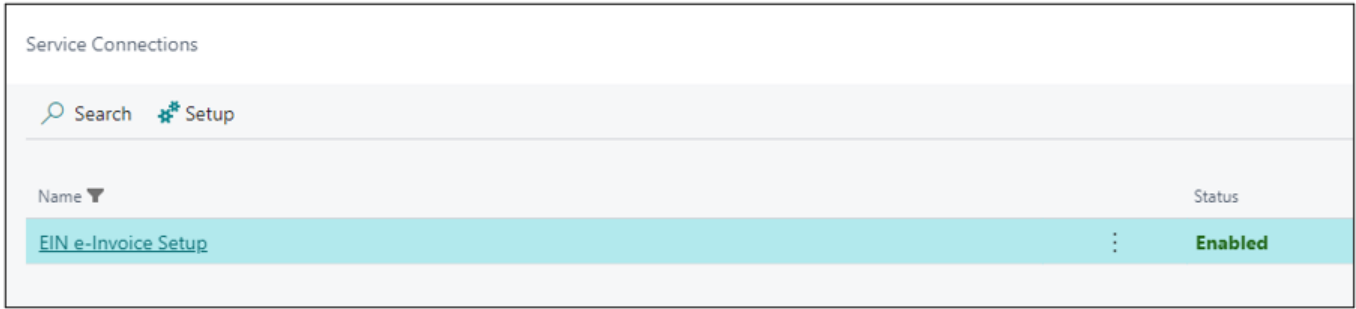 Service Connections
Search Setup
Name Status
EIN e-Invoice Setup Enabled